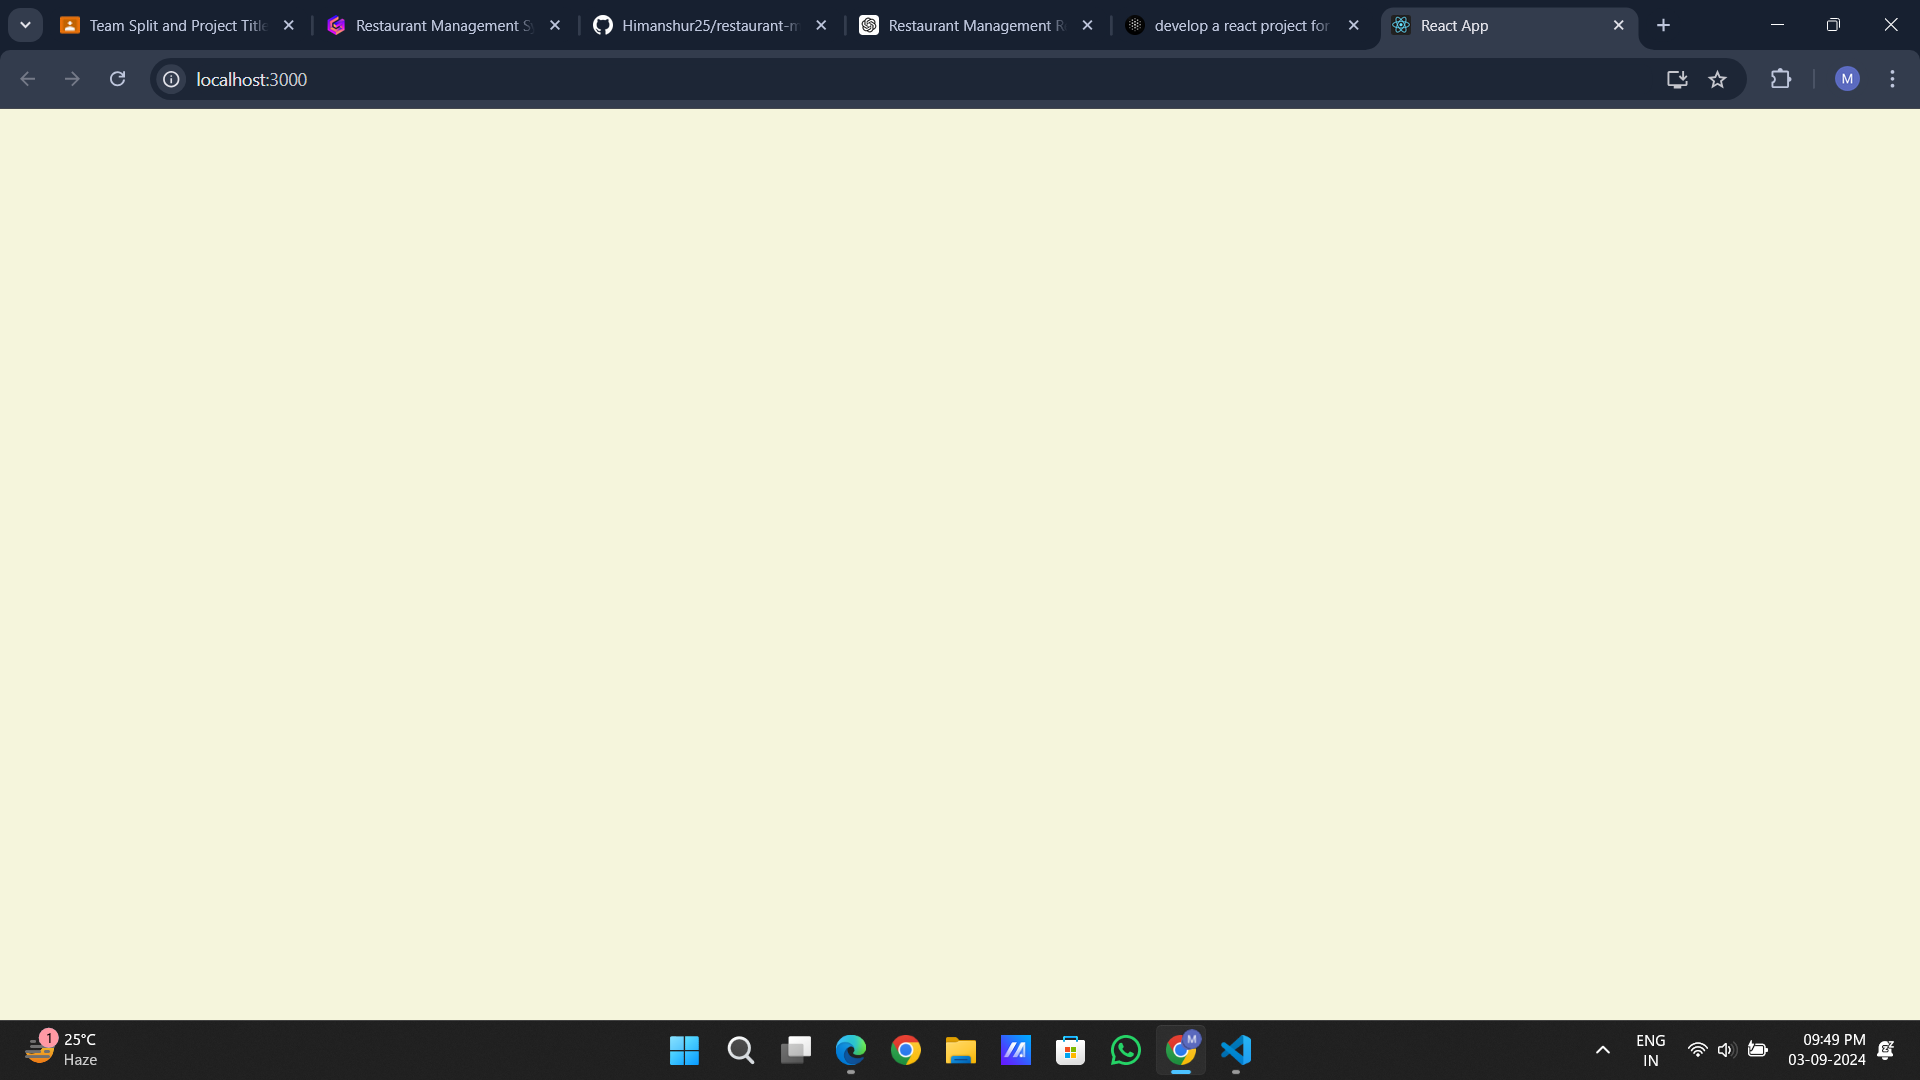 Team Split and Project Title
Restaurant Management Sy
Himanshur25/restaurant-m
Restaurant Management R
develop a react project for
React App
localhost:3000
M
1
25°C
Haze
M
ENG
IN
09:49 PM
03-09-2024